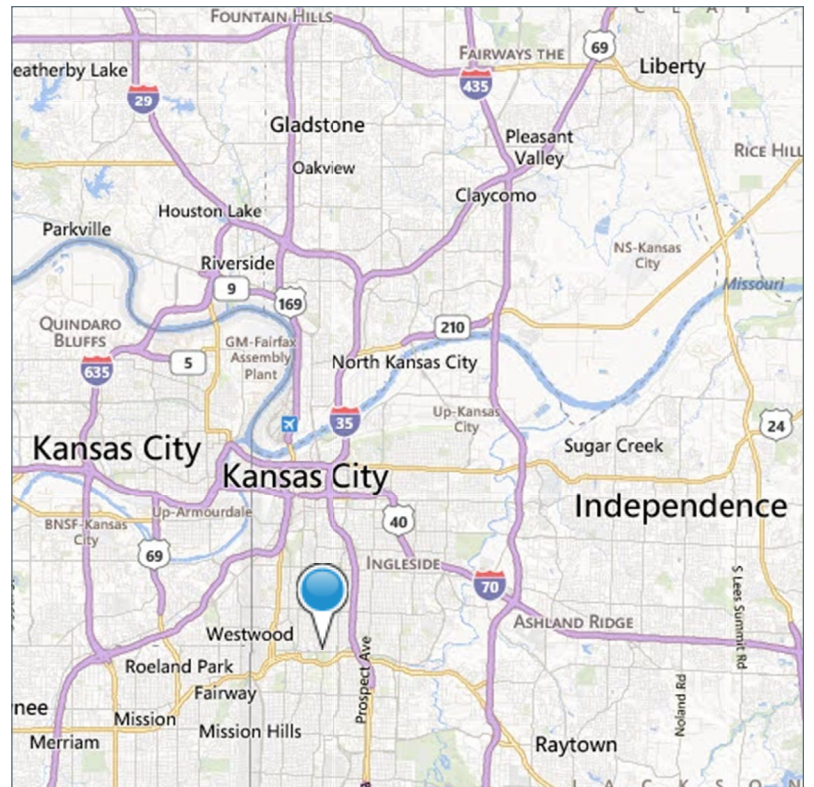 FOUNTAIN HILLS
C L A Y
69
FAIRWAYS THE
Liberty
eatherby Lake
435
29
Gladstone
Pleasant
Valley
RICE HILL
Oakview
Claycomo
Houston Lake
Parkville
NS-Kansas
City
Riverside
9
169
Missouri
QUINDARO
BLUFFS
210
GM-Fairfax
Assembly
Plant
5
North Kansas City
635
Up-Kansas
City
35
24
Kansas City
Sugar Creek
Kansas City
Independence
Up-Armourdale
BNSF-Kansas
City
40
69
INGLESIDE
70
S Lees Summit Rd
ASHLAND RIDGE
Westwood
Prospect Ave
Roeland Park
Fairway
Noland Rd
nee
Mission
Mission Hills
Merriam
Raytown
J A C K S O N